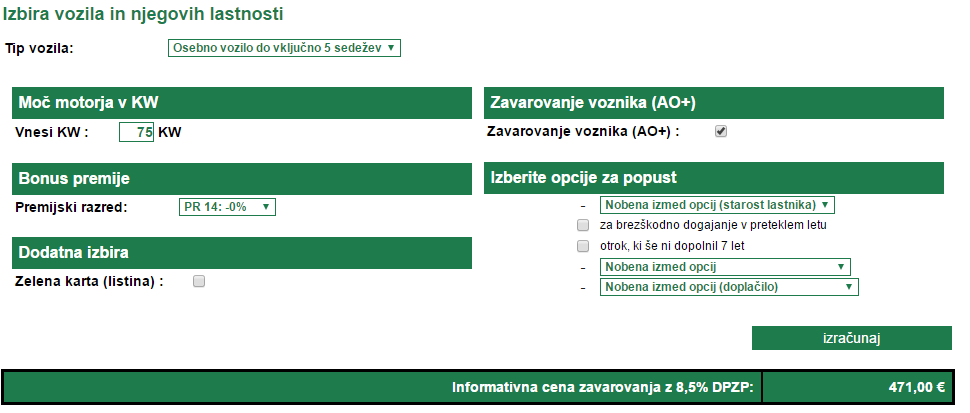 Izbira vozila in njegovih lastnosti
Tip vozila: Osebno vozilo do vključno 5 sedežev
Moč motorja v KW
Vnesi KW : 75 KW
Bonus premije
Premijski razred: PR 14: -0%
Dodatna izbira
Zelena karta (listina) :
Zavarovanje voznika (AO+)
Zavarovanje voznika (AO+) :
Izberite opcije za popust
- Nobena izmed opcij (starost lastnika)
za brezškodno dogajanje v preteklem letu
otrok, ki še ni dopolnil 7 let
- Nobena izmed opcij
- Nobena izmed opcij (doplačilo)
izračunaj
Informativna cena zavarovanja z 8,5% DPZP: 471,00 €